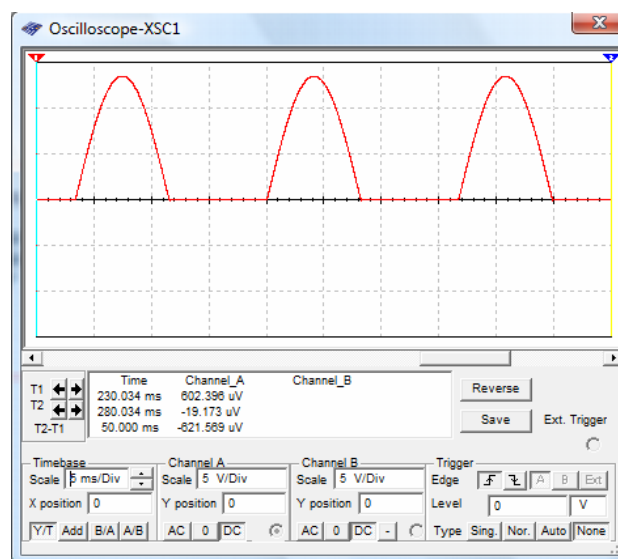 Oscilloscope-XSC1
1 2
Time Channel_A Channel_B
T1 230.034 ms 602.396 uV
T2 280.034 ms -19.173 uV
T2-T1 50.000 ms -621.569 uV
Reverse
Save Ext. Trigger
Timebase Channel A Channel B Trigger
Scale 5 ms/Div Scale 5 V/Div Scale 5 V/Div Edge A B Ext
X position 0 Y position 0 Y position 0 Level 0 V
Y/T Add B/A A/B AC 0 DC AC 0 DC - Type Sing. Nor. Auto None